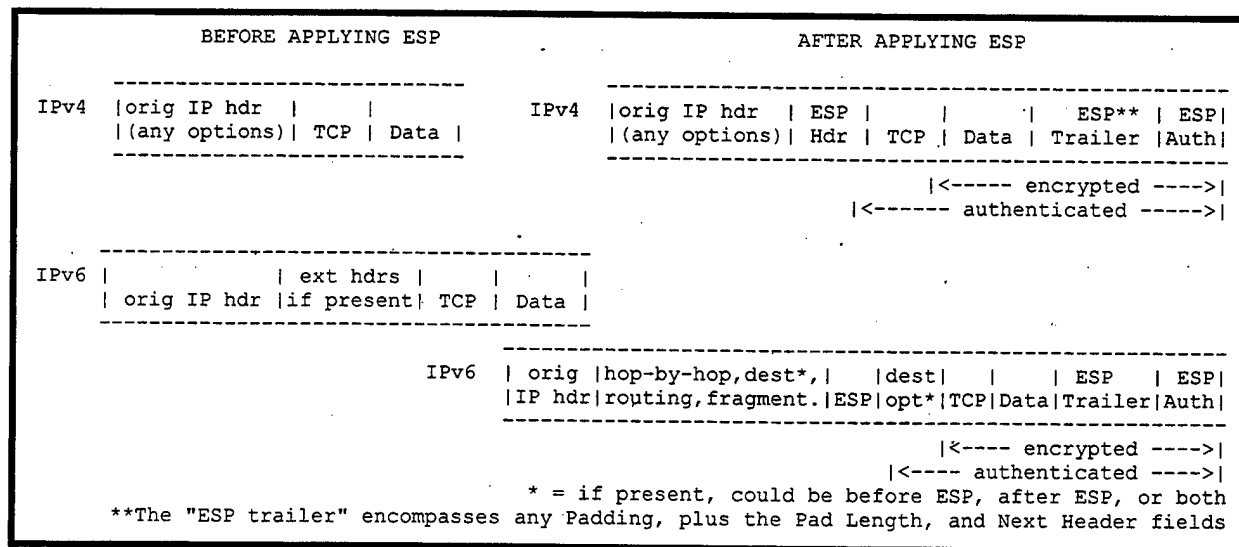 BEFORE APPLYING ESP
AFTER APPLYING ESP
---------------------------
IPv4 |orig IP hdr | | |
|(any options)| TCP | Data |
---------------------------
-------------------------------------------------
IPv4 |orig IP hdr | ESP | | | ESP** | ESP|
|(any options)| Hdr | TCP | Data | Trailer |Auth|
-------------------------------------------------
|<----- encrypted ---->|
|<------ authenticated ----->|
--------------------------------------
IPv6 | | ext hdrs | | |
| orig IP hdr |if present| TCP | Data |
--------------------------------------
---------------------------------------------------------
IPv6 | orig |hop-by-hop,dest*,| |dest| | | ESP | ESP|
|IP hdr|routing,fragment.|ESP|opt*|TCP|Data|Trailer|Auth|
---------------------------------------------------------
|<---- encrypted ---->|
|<---- authenticated ---->|
* = if present, could be before ESP, after ESP, or both
**The "ESP trailer" encompasses any Padding, plus the Pad Length, and Next Header fields